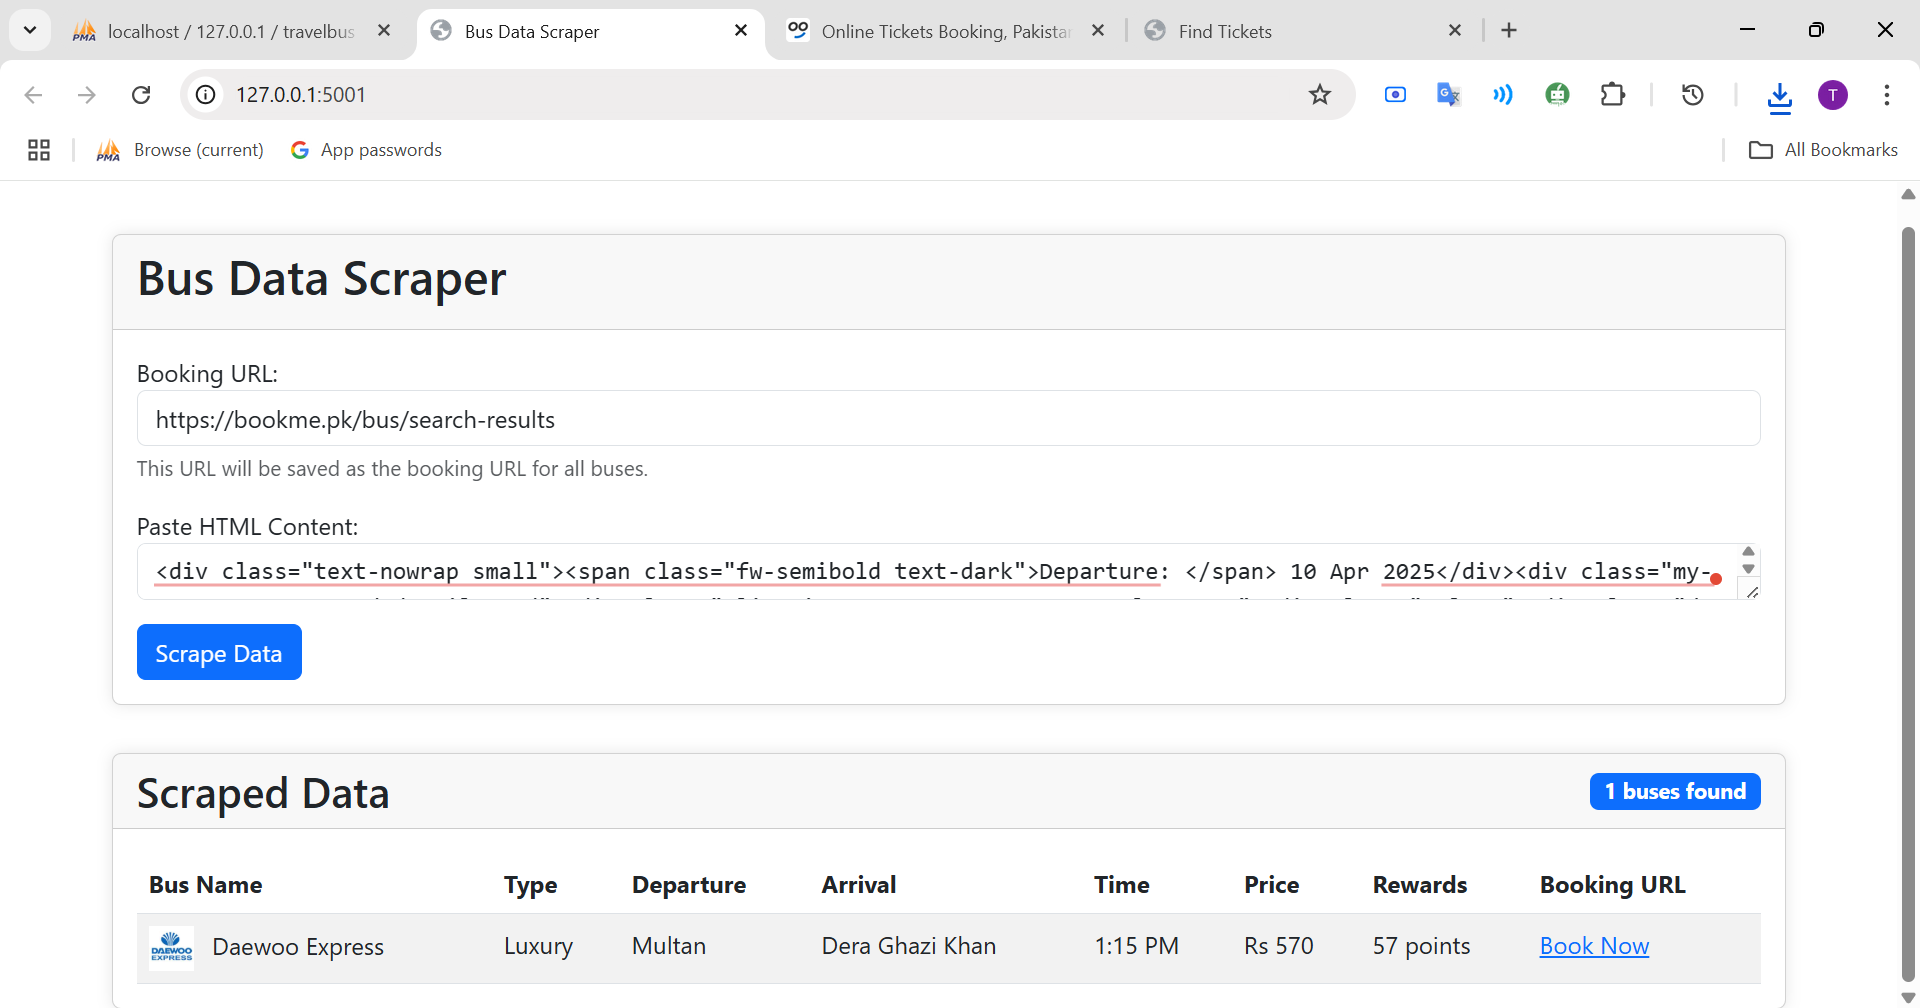 localhost / 127.0.0.1 / travelbus
Bus Data Scraper
Online Tickets Booking, Pakistan
Find Tickets
127.0.0.1:5001
T
PMA Browse (current)
App passwords
All Bookmarks
Bus Data Scraper
Booking URL:
https://bookme.pk/bus/search-results
This URL will be saved as the booking URL for all buses.
Paste HTML Content:
<div class="text-nowrap small"><span class="fw-semibold text-dark">Departure: </span> 10 Apr 2025</div><div class="my-
Scrape Data
Scraped Data
1 buses found
Bus Name Type Departure Arrival Time Price Rewards Booking URL
DAEWOO EXPRESS Daewoo Express Luxury Multan Dera Ghazi Khan 1:15 PM Rs 570 57 points Book Now